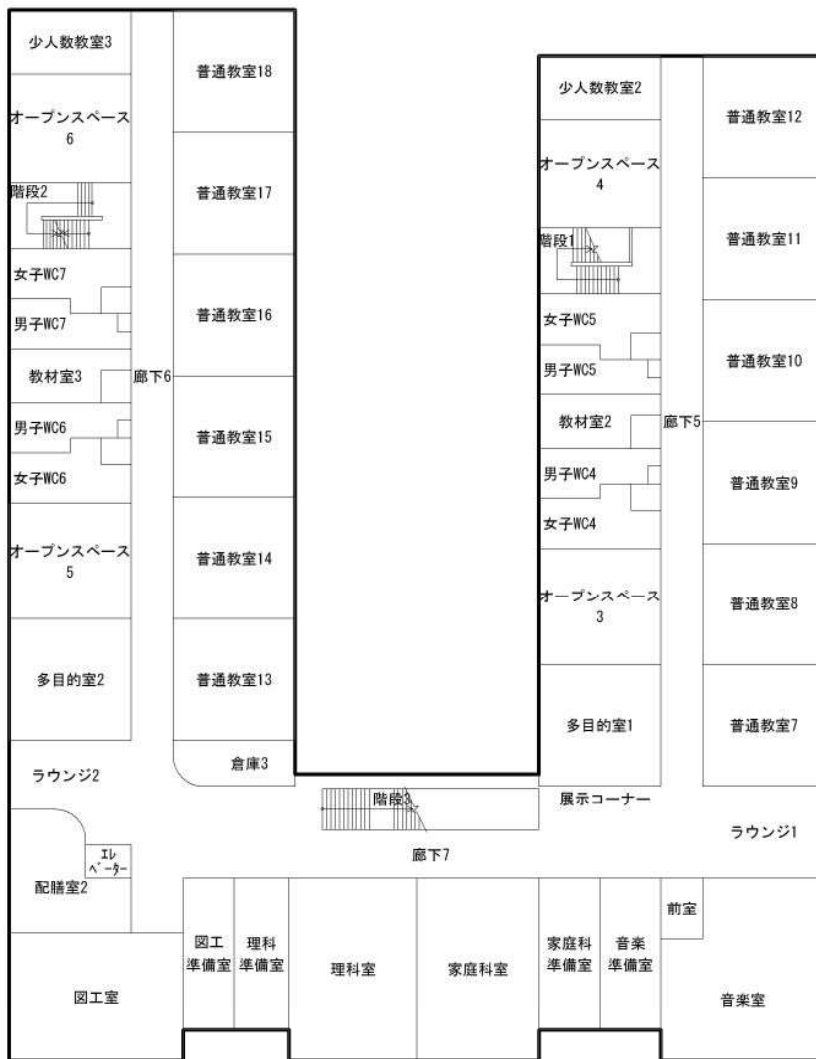 少人数教室3
オープンスペース
6
階段2
女子WC7
男子WC7
教材室3
男子WC6
女子WC6
オープンスペース
5
多目的室2
ラウンジ2
エレ
ベーター
配膳室2
図工室
廊下6
普通教室18
普通教室17
普通教室16
普通教室15
普通教室14
普通教室13
倉庫3
階段3
廊下7
図工
準備室
理科
準備室
理科室
家庭科室
家庭科
準備室
音楽
準備室
前室
音楽室
少人数教室2
オープンスペース
4
階段1
女子WC5
男子WC5
教材室2
男子WC4
女子WC4
オープンスペース
3
多目的室1
展示コーナー
ラウンジ1
廊下5
普通教室12
普通教室11
普通教室10
普通教室9
普通教室8
普通教室7